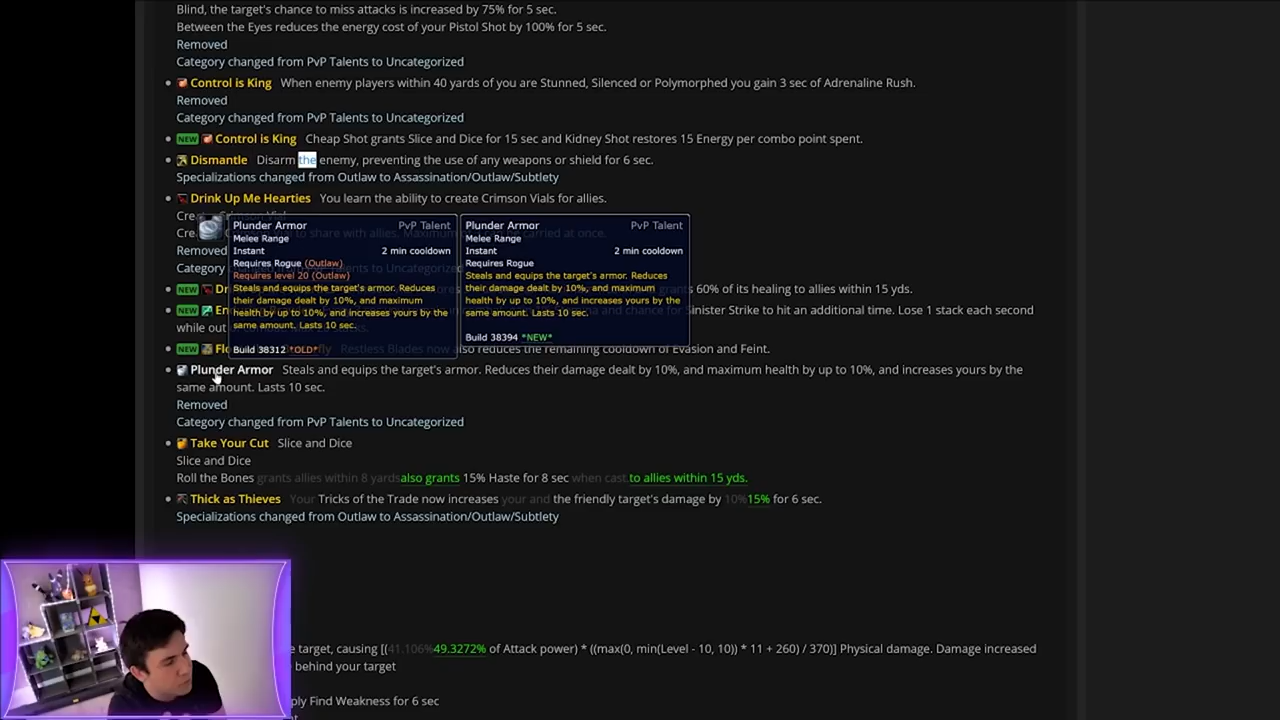 Blind, the target's chance to miss attacks is increased by 75% for 5 sec.
Between the Eyes reduces the energy cost of your Pistol Shot by 100% for 5 sec.
Removed
Category changed from PvP Talents to Uncategorized
Control is King When enemy players within 40 yards of you are Stunned, Silenced or Polymorphed you gain 3 sec of Adrenaline Rush.
Removed
Category changed from PvP Talents to Uncategorized
NEW Control is King Cheap Shot grants Slice and Dice for 15 sec and Kidney Shot restores 15 Energy per combo point spent.
Dismantle Disarm the enemy, preventing the use of any weapons or shield for 6 sec.
Specializations changed from Outlaw to Assassination/Outlaw/Subtlety
Drink Up Me Hearties You learn the ability to create Crimson Vials for allies.
Plunder Armor PvP Talent
Melee Range
Instant 2 min cooldown
Requires Rogue (Outlaw)
Requires level 20 (Outlaw)
Steals and equips the target's armor. Reduces
their damage dealt by 10%, and maximum
health by up to 10%, and increases yours by the
same amount. Lasts 10 sec.
Build 38312 *OLD*
Plunder Armor PvP Talent
Melee Range
Instant 2 min cooldown
Requires Rogue
Steals and equips the target's armor. Reduces
their damage dealt by 10%, and maximum
health by up to 10%, and increases yours by the
same amount. Lasts 10 sec.
Build 38394 *NEW*
Removed
NEW grants 60% of its healing to allies within 15 yds.
NEW and chance for Sinister Strike to hit an additional time. Lose 1 stack each second
while out
NEW Restless Blades now also reduces the remaining cooldown of Evasion and Feint.
Plunder Armor Steals and equips the target's armor. Reduces their damage dealt by 10%, and maximum health by up to 10%, and increases yours by the
same amount. Lasts 10 sec.
Removed
Category changed from PvP Talents to Uncategorized
Take Your Cut Slice and Dice
Slice and Dice
Roll the Bones grants allies within 8 yardsalso grants 15% Haste for 8 sec when cast.to allies within 15 yds.
Thick as Thieves Your Tricks of the Trade now increases your and the friendly target's damage by 10%15% for 6 sec.
Specializations changed from Outlaw to Assassination/Outlaw/Subtlety
target, causing [(41.106%49.3272% of Attack power) * ((max(0, min(Level - 10, 10)) * 11 + 260) / 370)] Physical damage. Damage increased
behind your target
Find Weakness for 6 sec